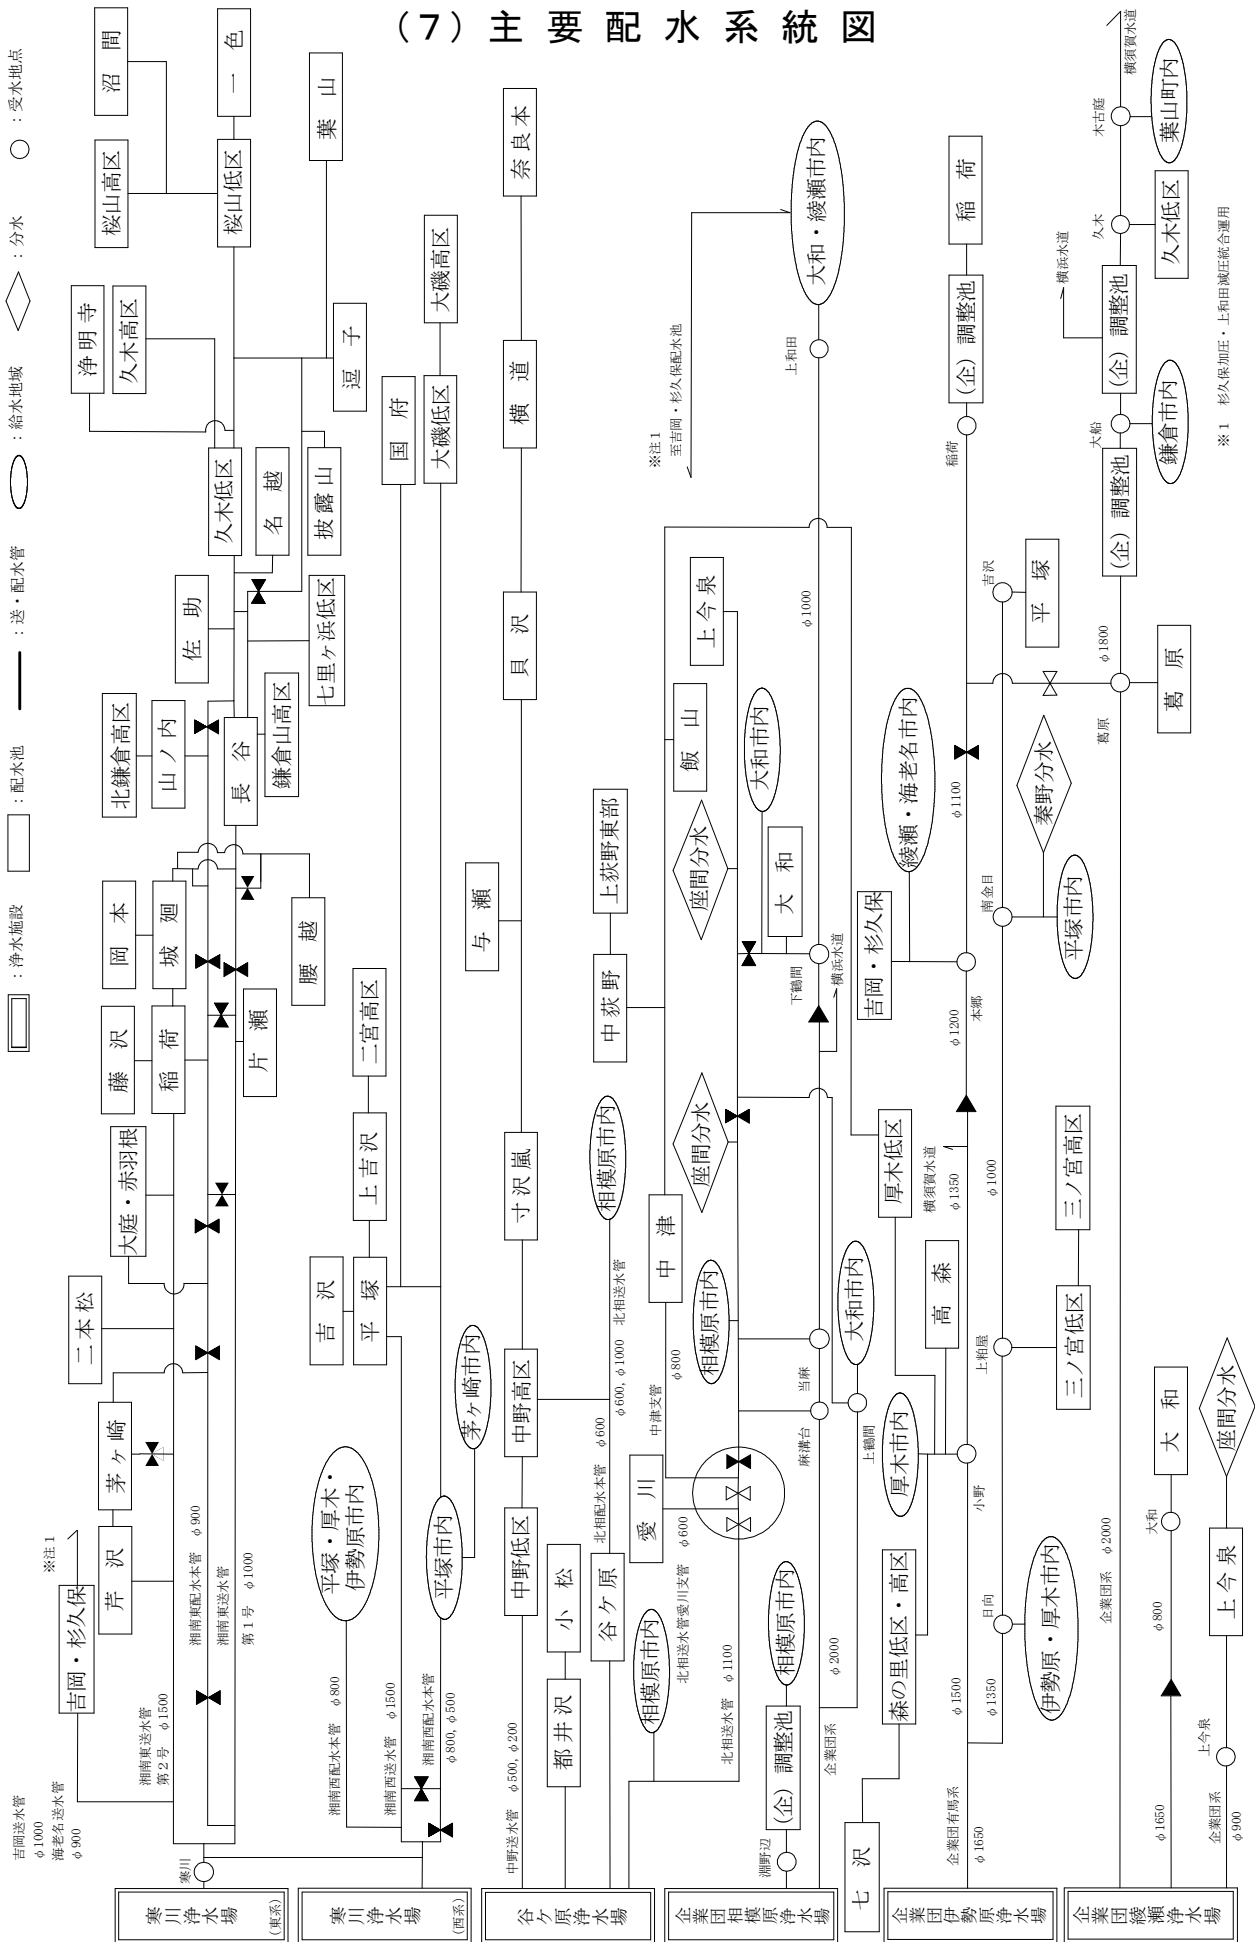 (7) 主要配水系統図
：浄水施設
：配水池
：送・配水管
：給水地域
：分水
：受水地点
寒川浄水場
(東系)
寒川
吉岡送水管
φ1000
海老名送水管
φ900
吉岡・杉久保
※注1
湘南東送水管
第2号 φ1500
湘南東配水本管 φ900
湘南東送水管
第1号 φ1000
芹沢
茅ヶ崎
二本松
大庭・赤羽根
藤沢
稲荷
岡本
城廻
片瀬
腰越
北鎌倉高区
山ノ内
長谷
鎌倉山高区
七里ヶ浜低区
佐助
名越
披露山
久木低区
浄明寺
久木高区
逗子
葉山
桜山高区
桜山低区
沼間
一色
寒川浄水場
(西系)
湘南西配水本管 φ800
湘南西送水管 φ1500
湘南西配水本管
φ800, φ500
平塚・厚木・
伊勢原市内
平塚市内
茅ヶ崎市内
吉沢
平塚
上吉沢
二宮高区
国府
大磯低区
大磯高区
谷ケ原浄水場
中野送水管 φ500, φ200
中野低区
中野高区
寸沢嵐
与瀬
貝沢
横道
奈良本
都井沢
小松
谷ケ原
北相配水本管 φ600
φ600, φ1000 北相送水管
相模原市内
相模原市内
北相送水管 φ1100
北相送水管愛川支管 φ600
愛川
中津支管 φ800
中津
相模原市内
座間分水
中荻野
上荻野東部
飯山
座間分水
大和市内
大和
上今泉
企業団相模原浄水場
淵野辺
(企) 調整池
相模原市内
企業団系 φ2000
麻溝台
当麻
上鶴間
大和市内
下鶴間
横浜水道
φ1000
上和田
大和・綾瀬市内
※注1
至吉岡・杉久保配水池
七沢
森の里低区・高区
厚木市内
高森
厚木低区
企業団伊勢原浄水場
企業団有馬系
φ1650
φ1500
φ1350
小野
横須賀水道
φ1350
φ1200
本郷
吉岡・杉久保
綾瀬・海老名市内
φ1100
稲荷
(企) 調整池
稲荷
日向
伊勢原・厚木市内
上粕屋
三ノ宮低区
三ノ宮高区
φ1000
南金目
平塚市内
秦野分水
吉沢
平塚
企業団綾瀬浄水場
企業団系 φ2000
葛原
葛原
φ1800
(企) 調整池
大船
鎌倉市内
(企) 調整池
横浜水道
久木
久木低区
木古庭
葉山町内
横須賀水道
φ1650
φ800
大和
大和
企業団系
φ900
上今泉
上今泉
座間分水
※1 杉久保加圧・上和田減圧統合運用